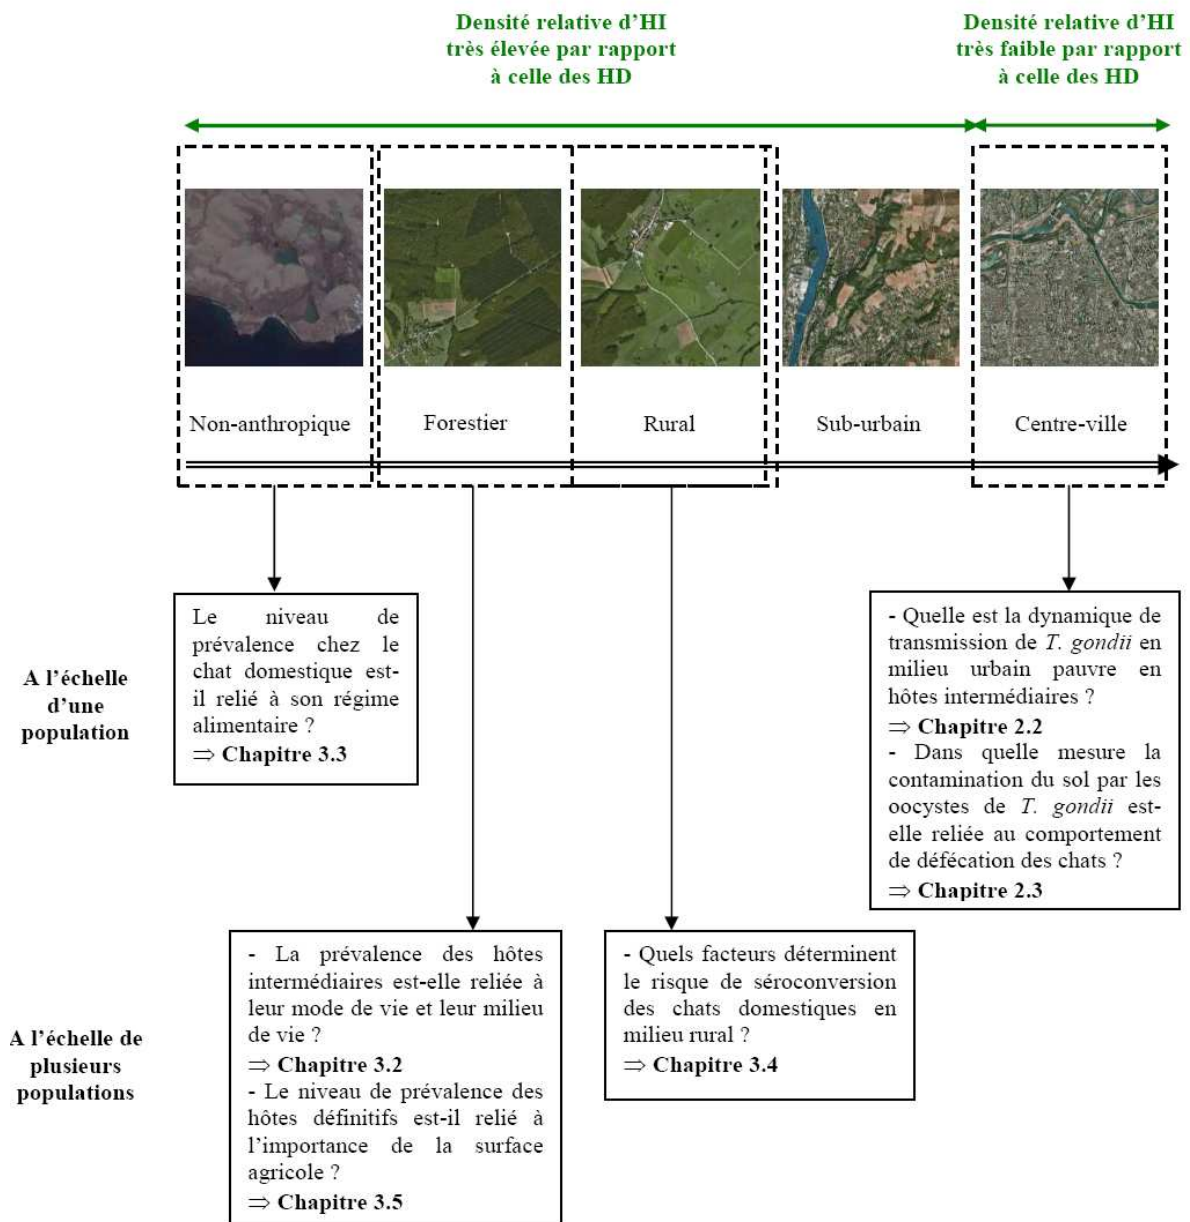 Densité relative d'HI
très élevée par rapport
à celle des HD
Densité relative d'HI
très faible par rapport
à celle des HD
Non-anthropique
Forestier
Rural
Sub-urbain
Centre-ville
A l'échelle
d'une
population
Le niveau de
prévalence chez le
chat domestique est-
il relié à son régime
alimentaire ?
⇒ Chapitre 3.3
- Quelle est la dynamique de
transmission de T. gondii en
milieu urbain pauvre en
hôtes intermédiaires ?
⇒ Chapitre 2.2
- Dans quelle mesure la
contamination du sol par les
oocystes de T. gondii est-
elle reliée au comportement
de défécation des chats ?
⇒ Chapitre 2.3
A l'échelle de
plusieurs
populations
- La prévalence des hôtes
intermédiaires est-elle reliée à
leur mode de vie et leur milieu
de vie ?
⇒ Chapitre 3.2
- Le niveau de prévalence des
hôtes définitifs est-il relié à
l'importance de la surface
agricole ?
⇒ Chapitre 3.5
- Quels facteurs déterminent
le risque de séroconversion
des chats domestiques en
milieu rural ?
⇒ Chapitre 3.4